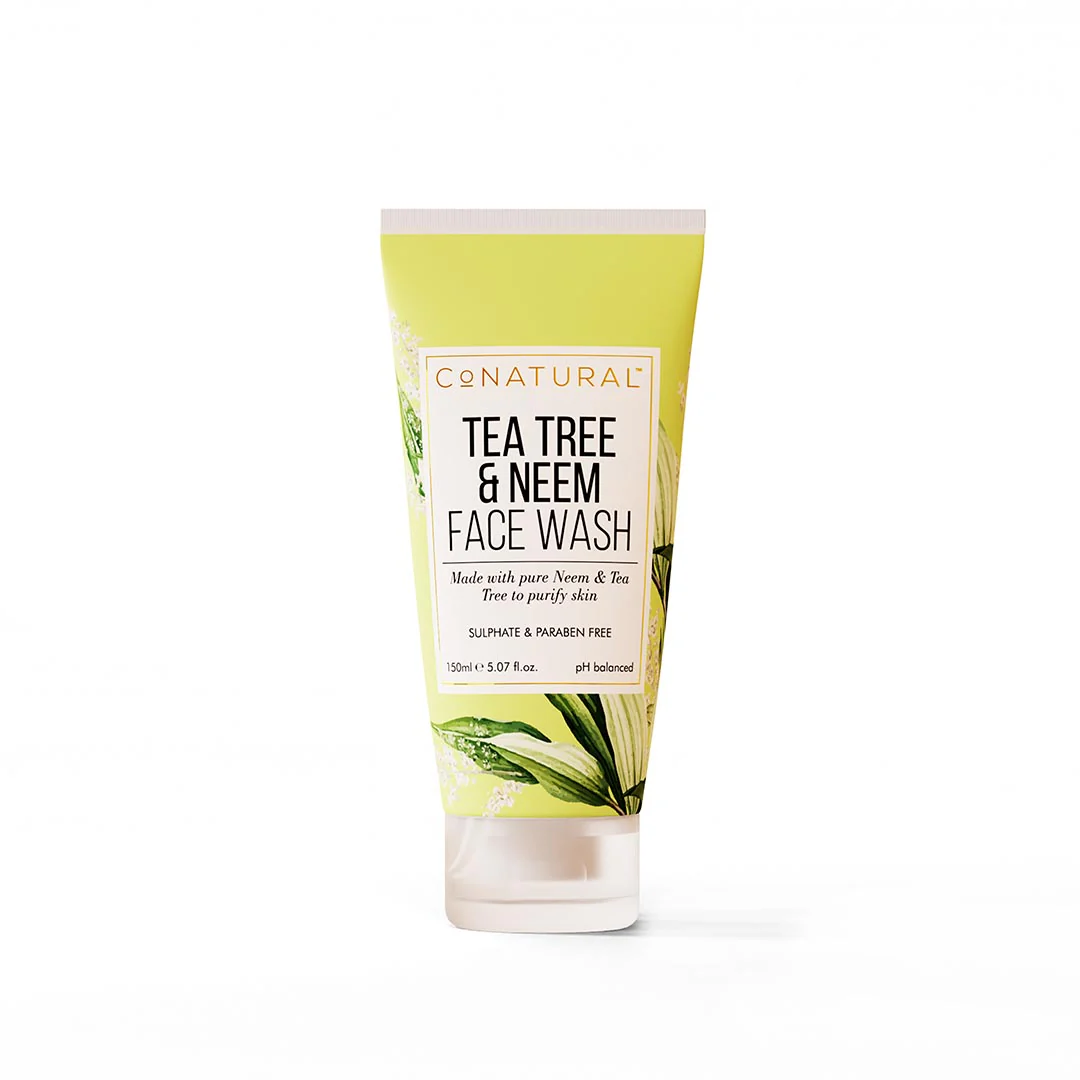 CoNATURAL™
TEA TREE
& NEEM
FACE WASH
Made with pure Neem & Tea
Tree to purify skin
SULPHATE & PARABEN FREE
150ml ℮ 5.07 fl.oz. pH balanced